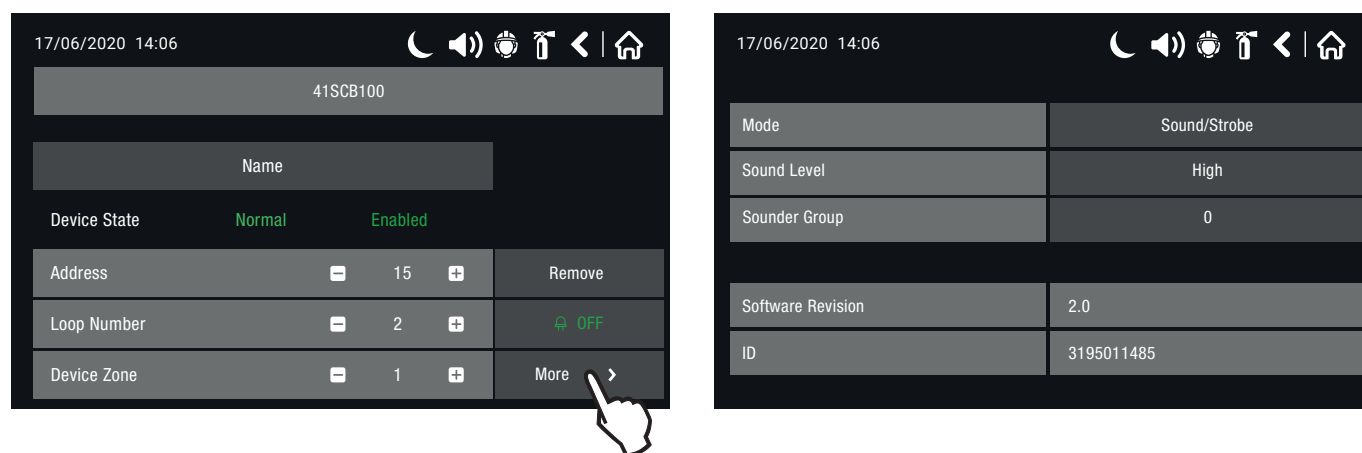 17/06/2020 14:06
41SCB100
Name
Device State Normal Enabled
Address 15 Remove
Loop Number 2 OFF
Device Zone 1 More
17/06/2020 14:06
Mode Sound/Strobe
Sound Level High
Sounder Group 0
Software Revision 2.0
ID 3195011485